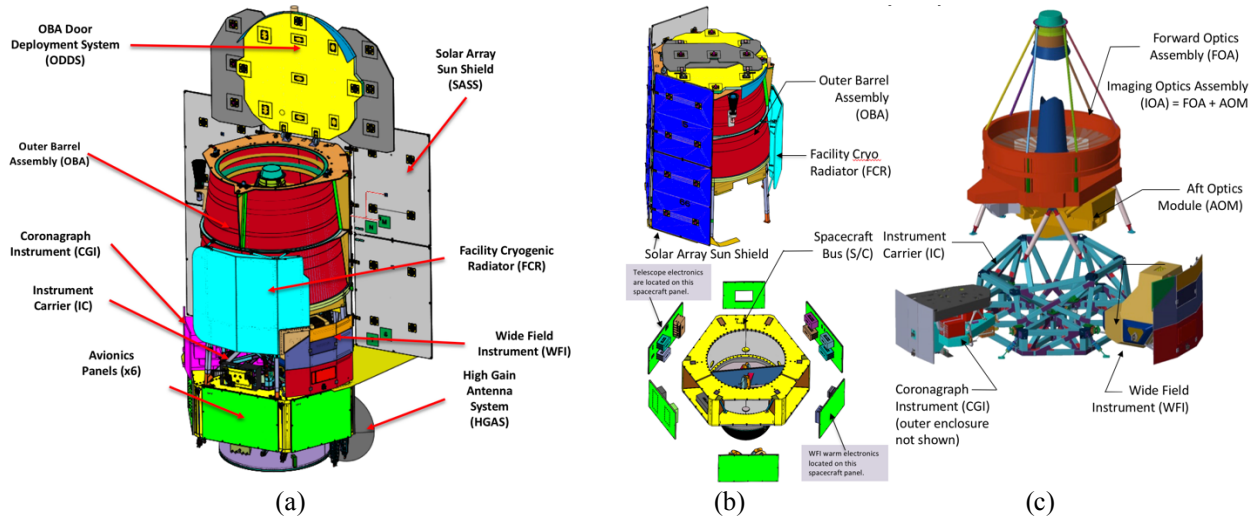 OBA Door
Deployment System
(ODDS)
Solar Array
Sun Shield
(SASS)
Outer Barrel
Assembly (OBA)
Coronagraph
Instrument (CGI)
Facility Cryogenic
Radiator (FCR)
Instrument
Carrier (IC)
Wide Field
Instrument (WFI)
Avionics
Panels (x6)
High Gain
Antenna
System
(HGAS)
(a)
Outer Barrel
Assembly
(OBA)
Facility Cryo
Radiator (FCR)
Solar Array Sun Shield
Spacecraft
Bus (S/C)
Telescope electronics
are located on this
spacecraft panel.
WFI warm electronics
located on this
spacecraft panel.
(b)
Forward Optics
Assembly
(FOA)
Imaging Optics Assembly
(IOA) = FOA + AOM
Aft Optics
Module (AOM)
Instrument
Carrier (IC)
Coronagraph
Instrument (CGI)
(outer enclosure
not shown)
Wide Field
Instrument (WFI)
(c)